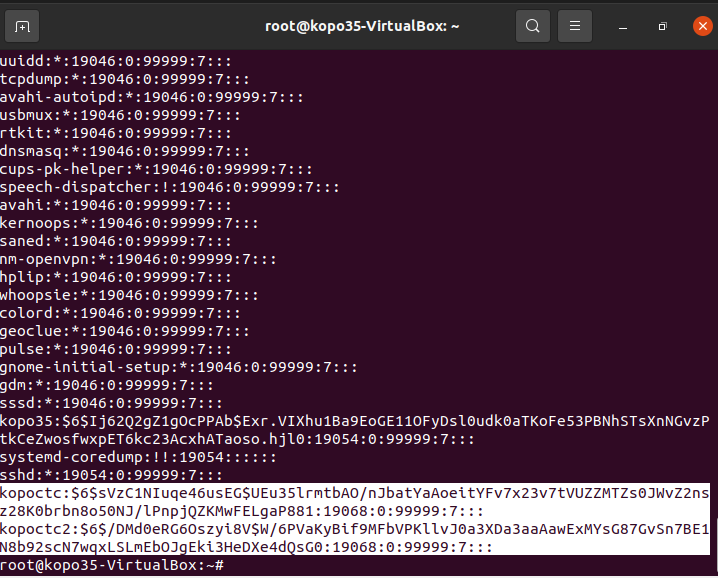 root@kopo35-VirtualBox: ~
uuidd:*:19046:0:99999:7:::
tcpdump:*:19046:0:99999:7:::
avahi-autoipd:*:19046:0:99999:7:::
usbmux:*:19046:0:99999:7:::
rtkit:*:19046:0:99999:7:::
dnsmasq:*:19046:0:99999:7:::
cups-pk-helper:*:19046:0:99999:7:::
speech-dispatcher:!:19046:0:99999:7:::
avahi:*:19046:0:99999:7:::
kernoops:*:19046:0:99999:7:::
saned:*:19046:0:99999:7:::
nm-openvpn:*:19046:0:99999:7:::
hplip:*:19046:0:99999:7:::
whoopsie:*:19046:0:99999:7:::
colord:*:19046:0:99999:7:::
geoclue:*:19046:0:99999:7:::
pulse:*:19046:0:99999:7:::
gnome-initial-setup:*:19046:0:99999:7:::
gdm:*:19046:0:99999:7:::
sssd:*:19046:0:99999:7:::
kopo35:$6$Ij62Q2gZ1gOcPPAb$Exr.VIXhu1Ba9EoGE11OFyDsl0udk0aTKoFe53PBNhSTsXnNGvzP
tkCeZwosfwxpET6kc23AcxhATaoso.hjl0:19054:0:99999:7:::
systemd-coredump:!!:19054::::::
sshd:*:19054:0:99999:7:::
kopoctc:$6$sVzC1NIuqe46usEG$UEu35lrmtbAO/nJbatYaAoeitYFv7x23v7tVUZZMTZs0JWvZ2ns
z28K0brbn8o50NJ/lPnpjQZKMwFELgaP881:19068:0:99999:7:::
kopoctc2:$6$/DMd0eRG6Oszyi8V$W/6PVaKyBif9MFbVPKllvJ0a3XDa3aaAawExMYsG87GvSn7BE1
N8b92scN7wqxLSLmEbOJgEki3HeDXe4dQsG0:19068:0:99999:7:::
root@kopo35-VirtualBox:~#